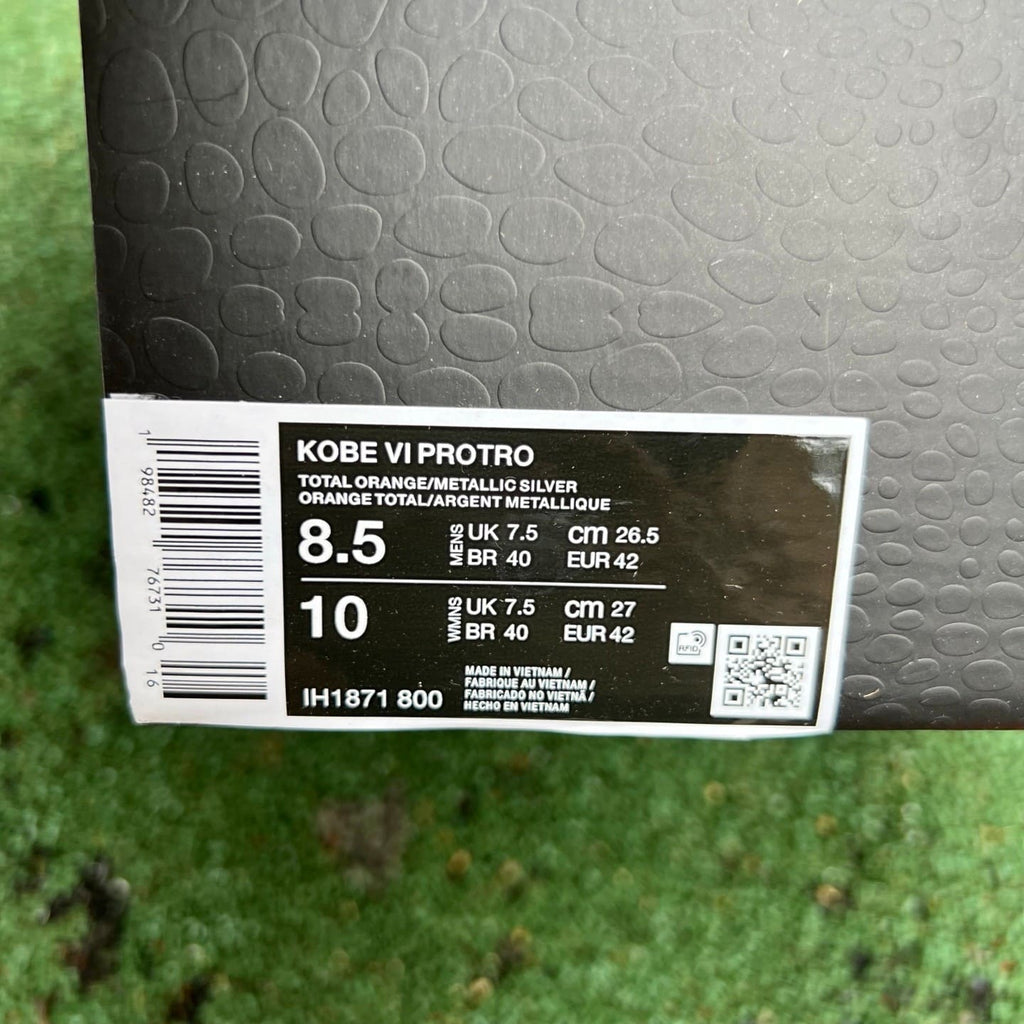 KOBE VI PROTRO
TOTAL ORANGE/METALLIC SILVER
ORANGE TOTAL/ARGENT METALLIQUE
8.5 MENS UK 7.5 cm 26.5
BR 40 EUR 42
10 WMNS UK 7.5 cm 27
BR 40 EUR 42
RFID
IH1871 800
MADE IN VIETNAM /
FABRIQUE AU VIETNAM /
FABRICADO NO VIETNÃ /
HECHO EN VIETNAM
1 98482 76731 0 16